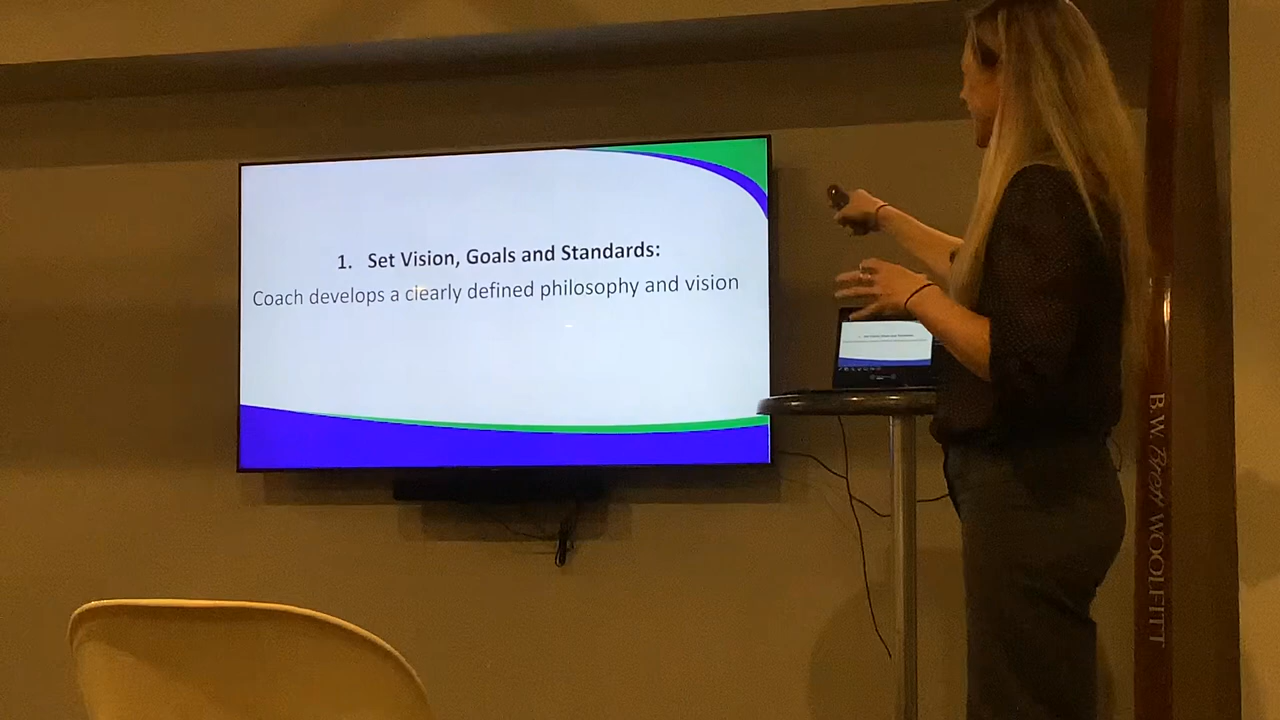 1. Set Vision, Goals and Standards:
Coach develops a clearly defined philosophy and vision
B.W. Brett WOOLFITT